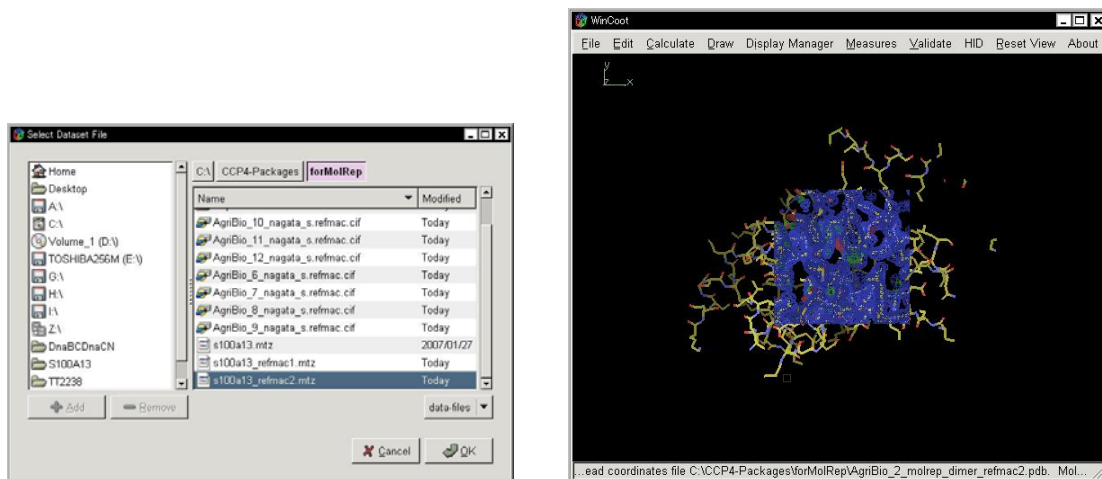 Select Dataset File
Home
Desktop
A:\
C:\
Volume_1 (D:\)
TOSHIBA256M (E:\)
G:\
H:\
I:\
Z:\
DnaBCDnaCN
S100A13
TT2238
Add
Remove
C:\ CCP4-Packages forMolRep
Name Modified
AgriBio_10_nagata_s.refmac.cif Today
AgriBio_11_nagata_s.refmac.cif Today
AgriBio_12_nagata_s.refmac.cif Today
AgriBio_6_nagata_s.refmac.cif Today
AgriBio_7_nagata_s.refmac.cif Today
AgriBio_8_nagata_s.refmac.cif Today
AgriBio_9_nagata_s.refmac.cif Today
s100a13.mtz 2007/01/27
s100a13_refmac1.mtz Today
s100a13_refmac2.mtz Today
data-files
Cancel OK
WinCoot
File Edit Calculate Draw Display Manager Measures Validate HID Reset View About
y
z x
...ead coordinates file C:\CCP4-Packages\forMolRep\AgriBio_2_molrep_dimer_refmac2.pdb. Mol...